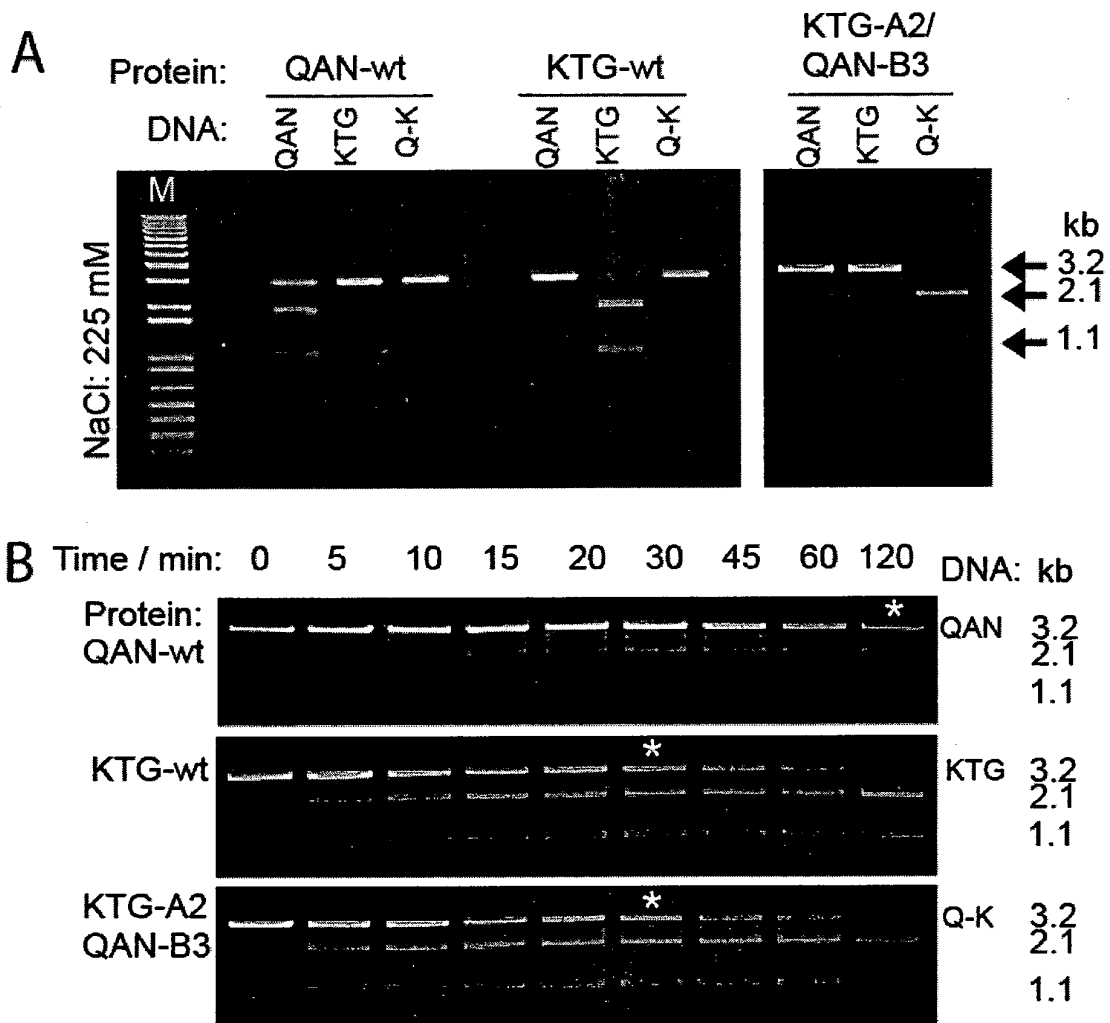 A
Protein: QAN-wt KTG-wt KTG-A2/
QAN-B3
DNA: QAN KTG Q-K QAN KTG Q-K QAN KTG Q-K
M
NaCl: 225 mM
kb
3.2
2.1
1.1
B Time / min: 0 5 10 15 20 30 45 60 120 DNA: kb
Protein: * QAN 3.2
QAN-wt 2.1
1.1
*
KTG-wt KTG 3.2
2.1
1.1
KTG-A2 * Q-K 3.2
QAN-B3 2.1
1.1